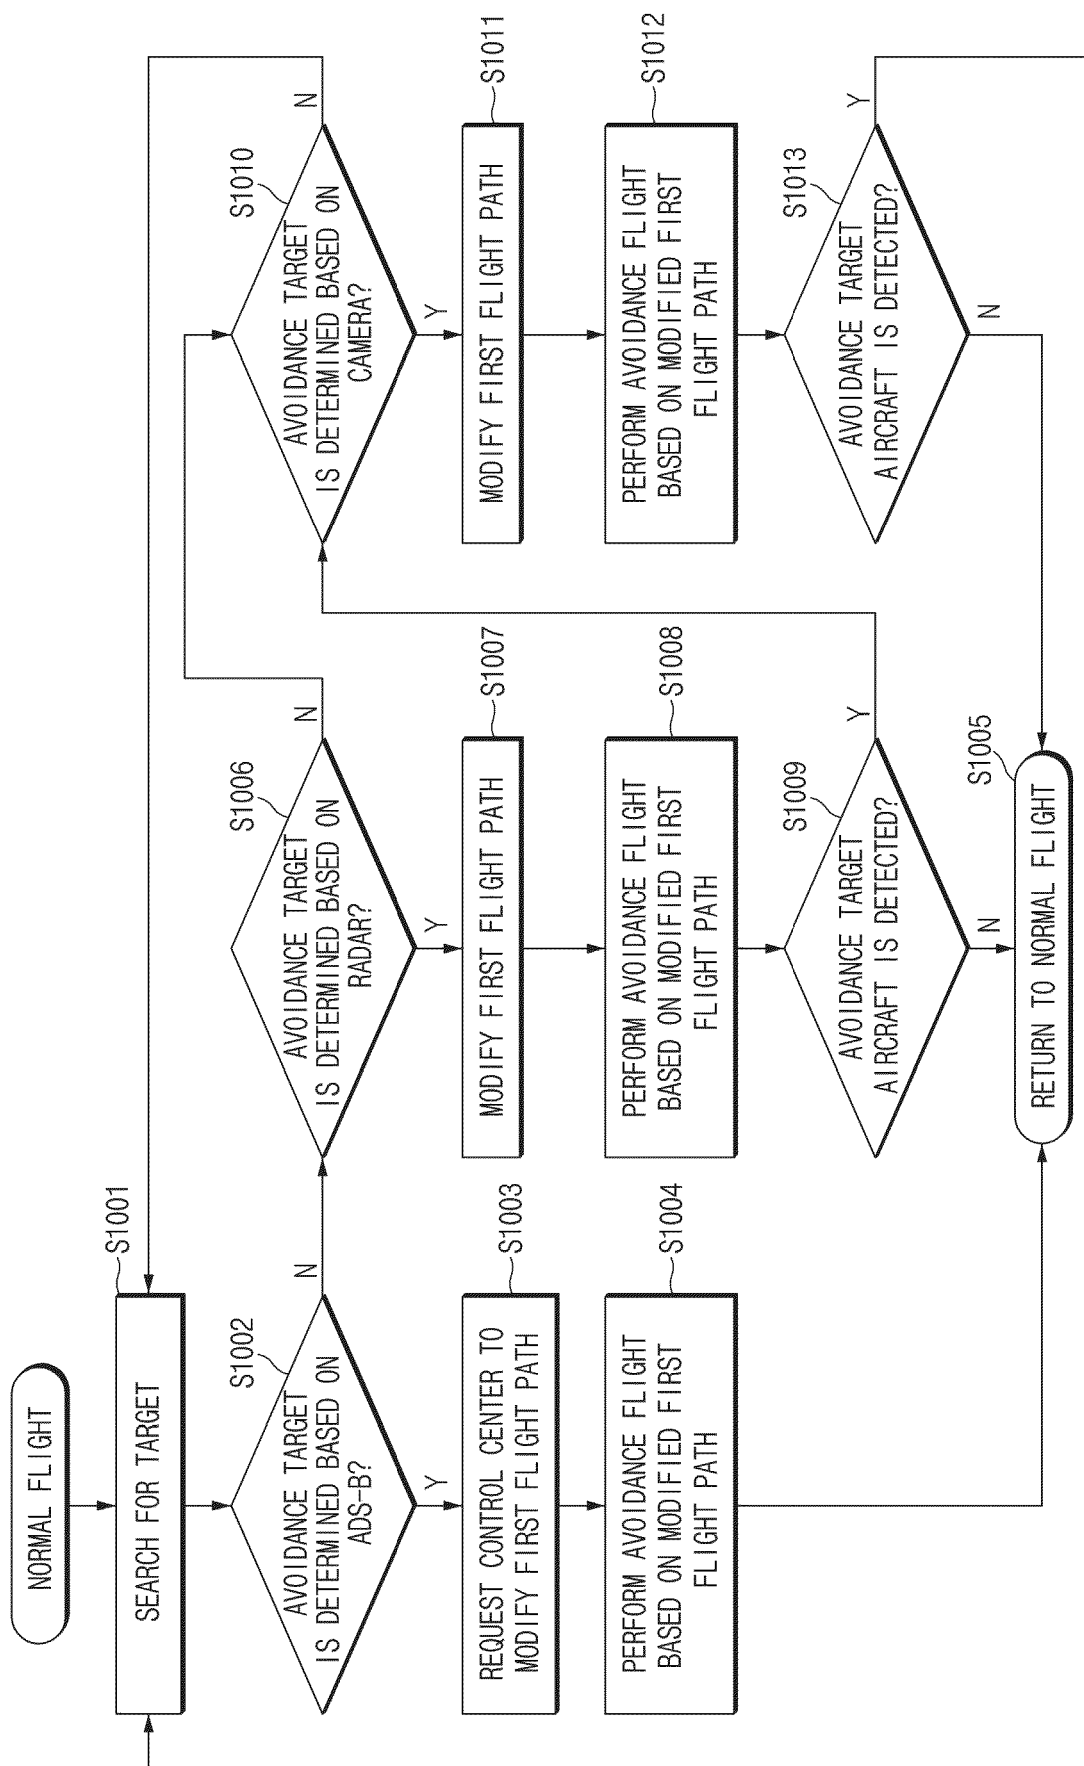 NORMAL FLIGHT
S1001
SEARCH FOR TARGET
S1002
AVOIDANCE TARGET
IS DETERMINED BASED ON
ADS-B?
N
Y
S1003
REQUEST CONTROL CENTER TO
MODIFY FIRST FLIGHT PATH
S1004
PERFORM AVOIDANCE FLIGHT
BASED ON MODIFIED FIRST
FLIGHT PATH
S1006
AVOIDANCE TARGET
IS DETERMINED BASED ON
RADAR?
N
Y
S1007
MODIFY FIRST FLIGHT PATH
S1008
PERFORM AVOIDANCE FLIGHT
BASED ON MODIFIED FIRST
FLIGHT PATH
S1009
AVOIDANCE TARGET
AIRCRAFT IS DETECTED?
Y
N
S1005
RETURN TO NORMAL FLIGHT
S1010
AVOIDANCE TARGET
IS DETERMINED BASED ON
CAMERA?
N
Y
S1011
MODIFY FIRST FLIGHT PATH
S1012
PERFORM AVOIDANCE FLIGHT
BASED ON MODIFIED FIRST
FLIGHT PATH
S1013
AVOIDANCE TARGET
AIRCRAFT IS DETECTED?
Y
N